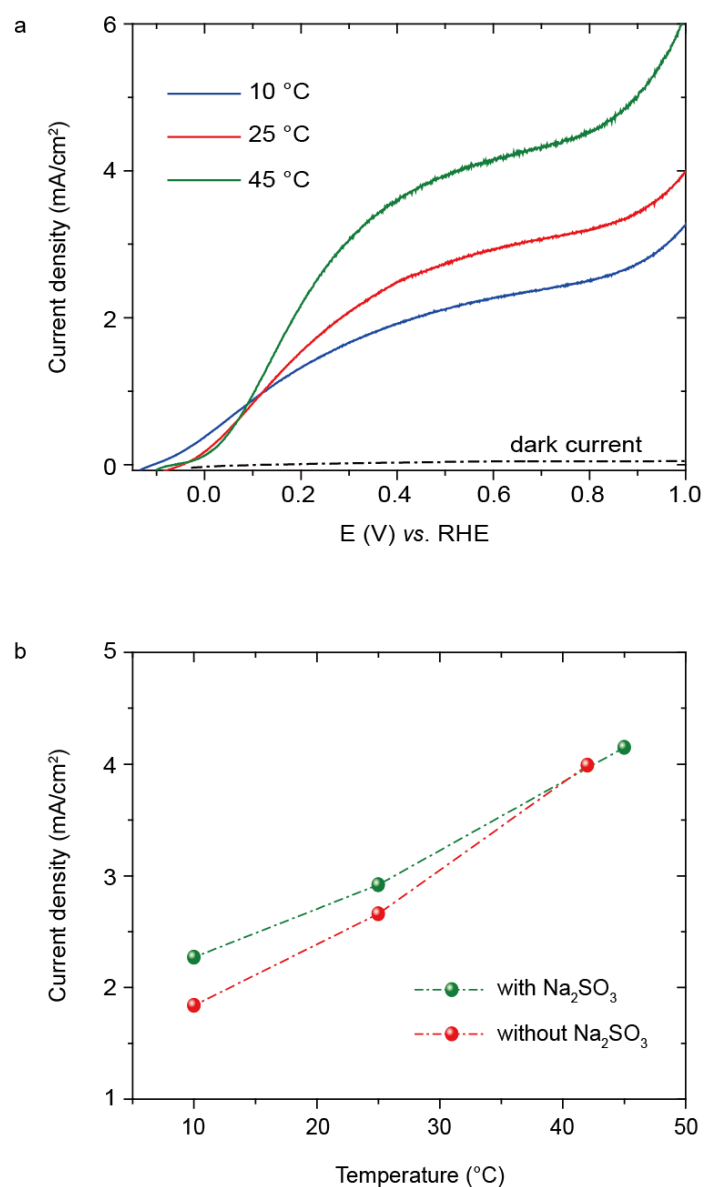 a
6
4
2
0
Current density (mA/cm²)
10 °C
25 °C
45 °C
dark current
0.0 0.2 0.4 0.6 0.8 1.0
E (V) vs. RHE
b
5
4
3
2
1
Current density (mA/cm²)
with Na₂SO₃
without Na₂SO₃
10 20 30 40 50
Temperature (°C)